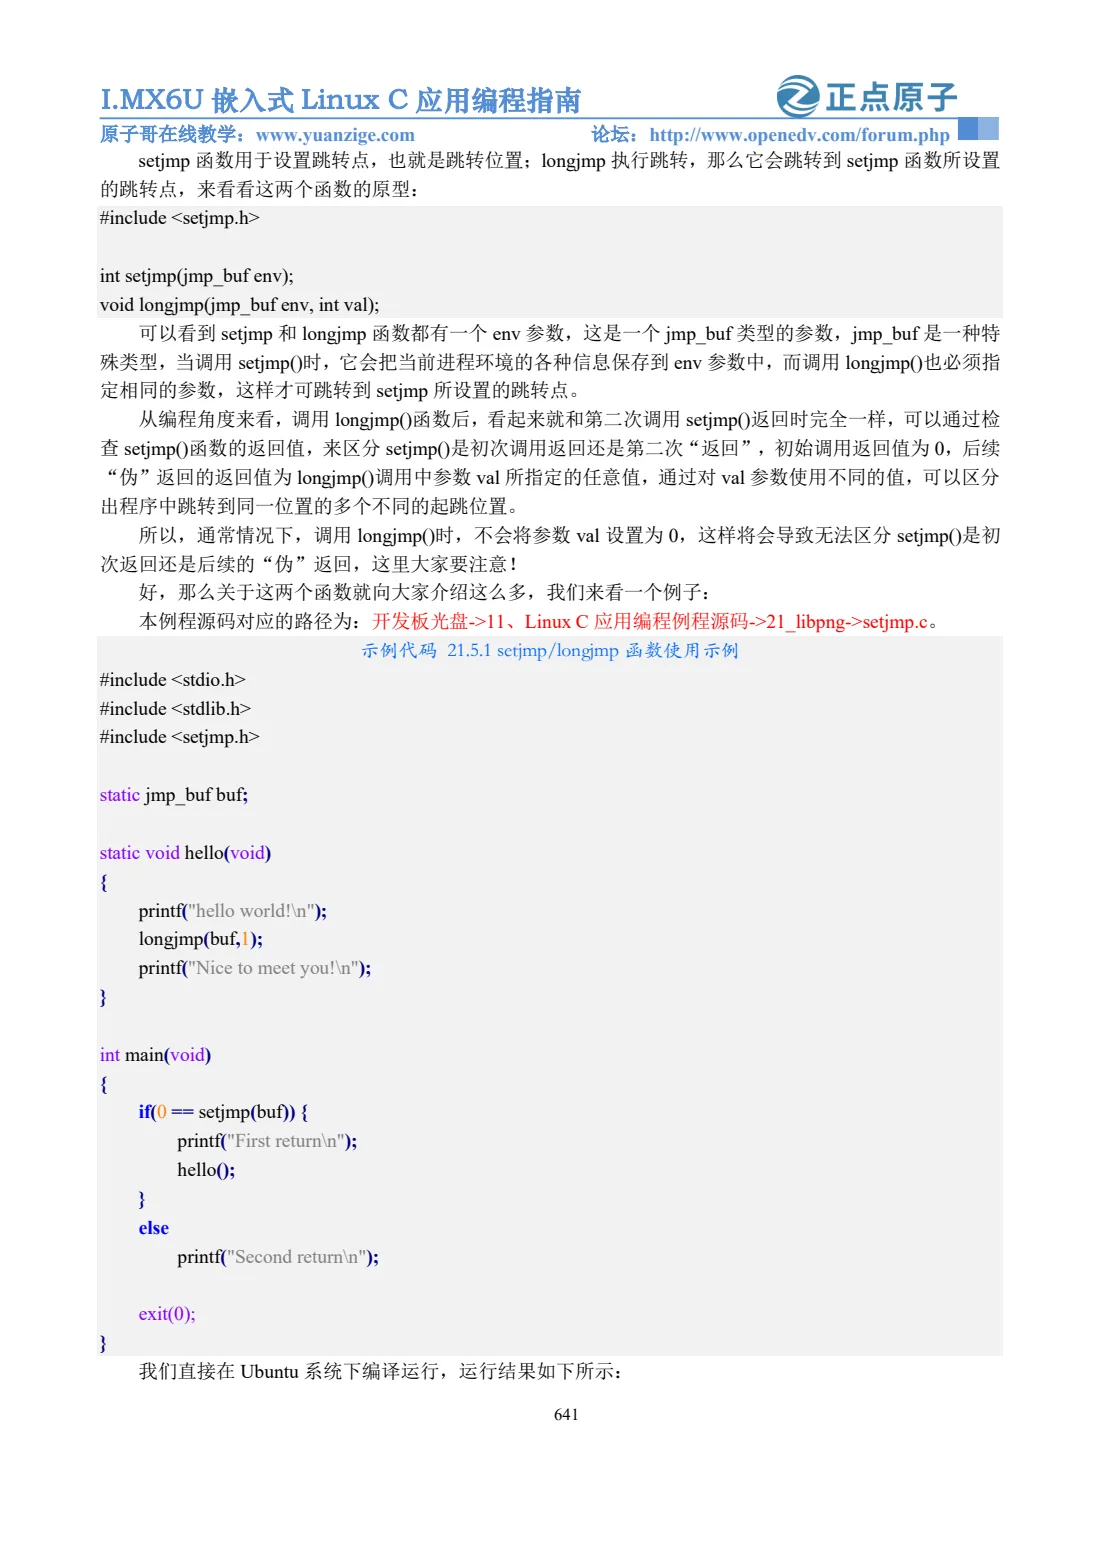 I.MX6U 嵌入式 Linux C 应用编程指南
正点原子
原子哥在线教学：www.yuanzige.com 论坛：http://www.openedv.com/forum.php
setjmp 函数用于设置跳转点，也就是跳转位置；longjmp 执行跳转，那么它会跳转到 setjmp 函数所设置
的跳转点，来看看这两个函数的原型：
#include <setjmp.h>
int setjmp(jmp_buf env);
void longjmp(jmp_buf env, int val);
可以看到 setjmp 和 longjmp 函数都有一个 env 参数，这是一个 jmp_buf 类型的参数，jmp_buf 是一种特
殊类型，当调用 setjmp()时，它会把当前进程环境的各种信息保存到 env 参数中，而调用 longjmp()也必须指
定相同的参数，这样才可跳转到 setjmp 所设置的跳转点。
从编程角度来看，调用 longjmp()函数后，看起来就和第二次调用 setjmp()返回时完全一样，可以通过检
查 setjmp()函数的返回值，来区分 setjmp()是初次调用返回还是第二次“返回”，初始调用返回值为 0，后续
“伪”返回的返回值为 longjmp()调用中参数 val 所指定的任意值，通过对 val 参数使用不同的值，可以区分
出程序中跳转到同一位置的多个不同的起跳位置。
所以，通常情况下，调用 longjmp()时，不会将参数 val 设置为 0，这样将会导致无法区分 setjmp()是初
次返回还是后续的“伪”返回，这里大家要注意！
好，那么关于这两个函数就向大家介绍这么多，我们来看一个例子：
本例程源码对应的路径为：开发板光盘->11、Linux C 应用编程例程源码->21_libpng->setjmp.c。
示例代码 21.5.1 setjmp/longjmp 函数使用示例
#include <stdio.h>
#include <stdlib.h>
#include <setjmp.h>
static jmp_buf buf;
static void hello(void)
{
printf("hello world!\n");
longjmp(buf,1);
printf("Nice to meet you!\n");
}
int main(void)
{
if(0 == setjmp(buf)) {
printf("First return\n");
hello();
}
else
printf("Second return\n");
exit(0);
}
我们直接在 Ubuntu 系统下编译运行，运行结果如下所示：
641